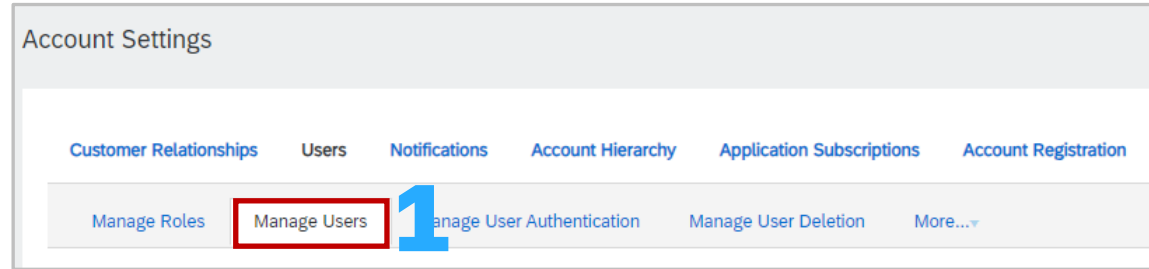 Account Settings
Customer Relationships Users Notifications Account Hierarchy Application Subscriptions Account Registration
Manage Roles Manage Users 1 anage User Authentication Manage User Deletion More...